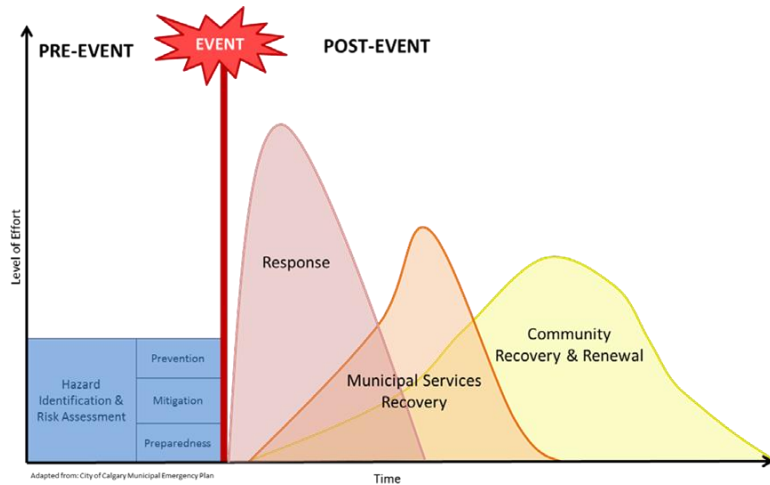 PRE-EVENT
EVENT
POST-EVENT
Level of Effort
Response
Hazard
Identification &
Risk Assessment
Prevention
Mitigation
Preparedness
Municipal Services
Recovery
Community
Recovery & Renewal
Adapted from: City of Calgary Municipal Emergency Plan
Time